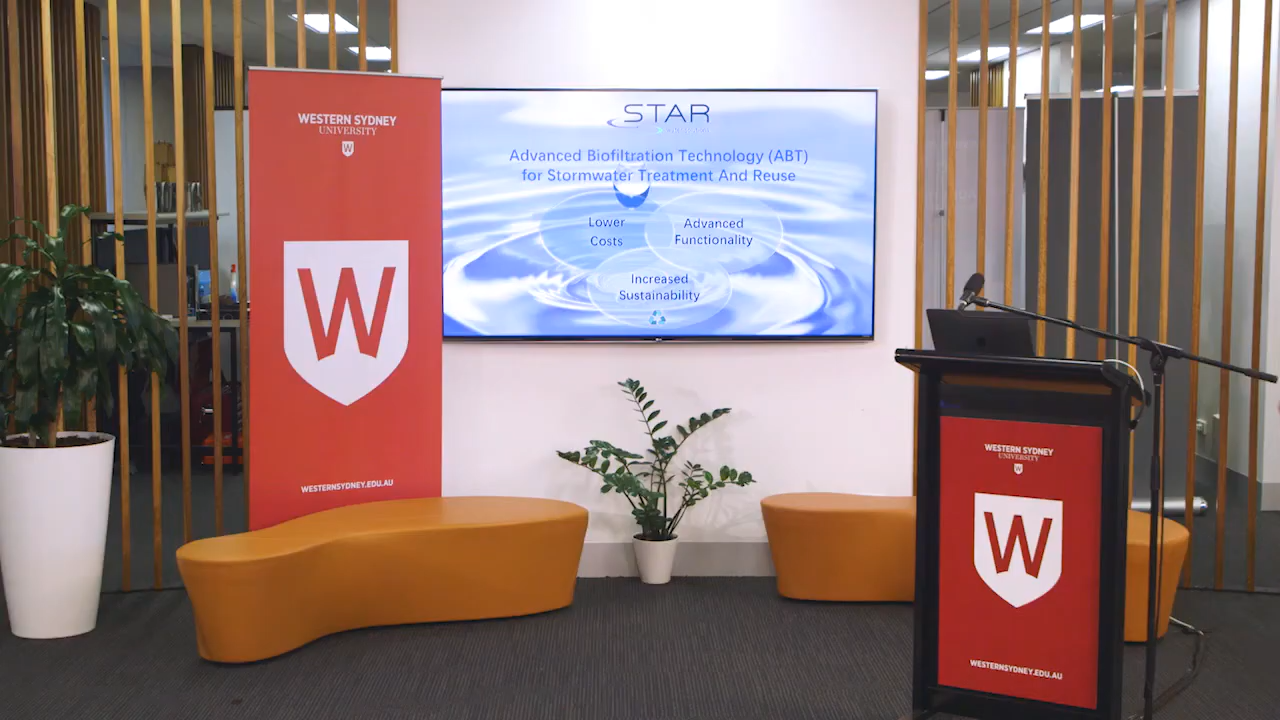 WESTERN SYDNEY
UNIVERSITY
W
W
WESTERNSYDNEY.EDU.AU
STAR
Advanced Biofiltration Technology (ABT)
for Stormwater Treatment And Reuse
Lower
Costs
Advanced
Functionality
Increased
Sustainability
WESTERN SYDNEY
UNIVERSITY
W
W
WESTERNSYDNEY.EDU.AU